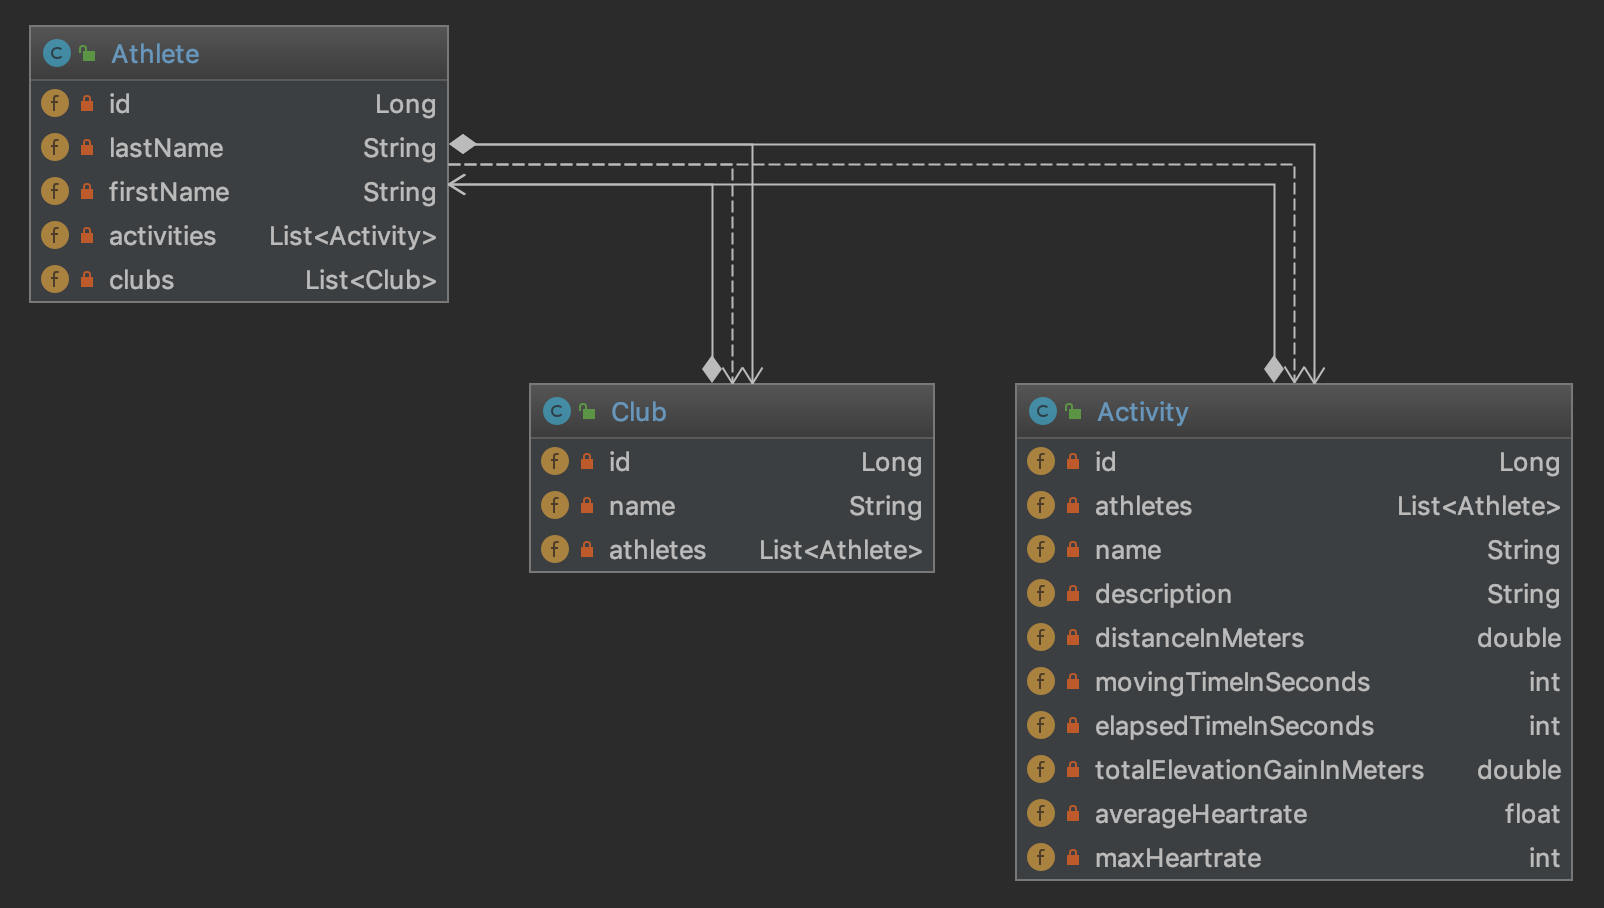 Athlete
id Long
lastName String
firstName String
activities List<Activity>
clubs List<Club>
Club
id Long
name String
athletes List<Athlete>
Activity
id Long
athletes List<Athlete>
name String
description String
distanceInMeters double
movingTimeInSeconds int
elapsedTimeInSeconds int
totalElevationGainInMeters double
averageHeartrate float
maxHeartrate int